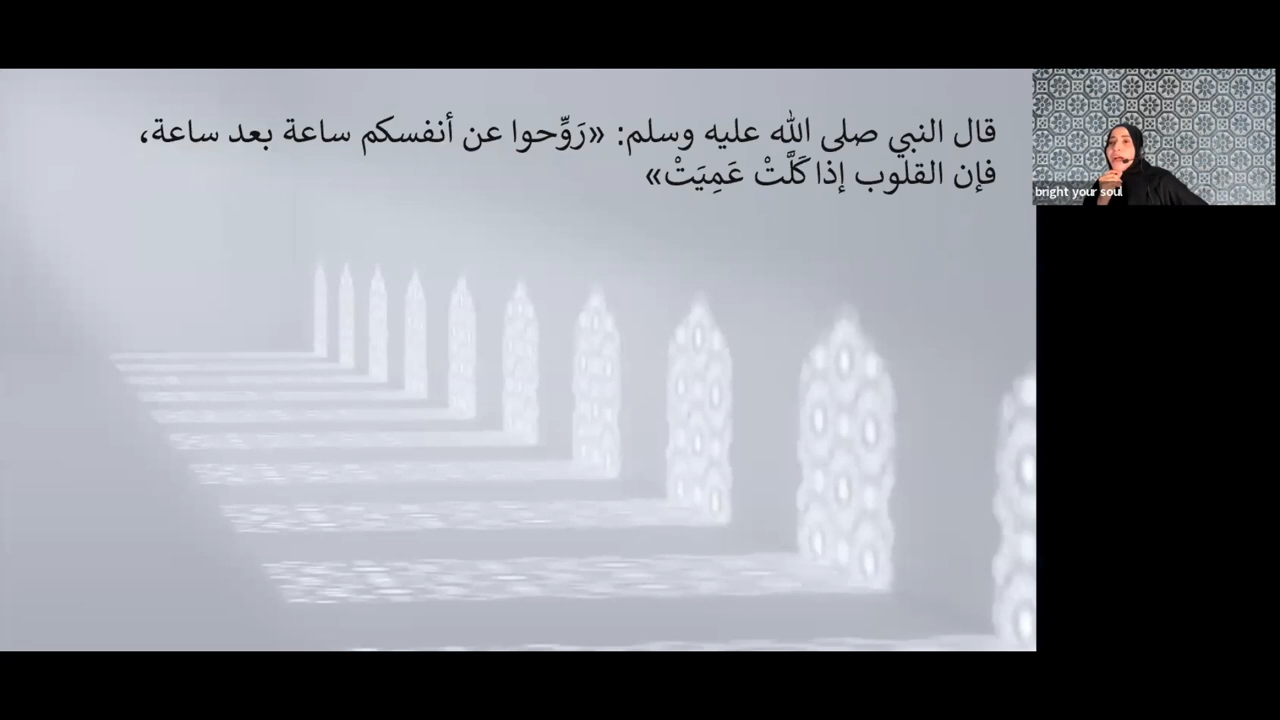 قال النبي صلى الله عليه وسلم: «رَوِّحوا عن أنفسكم ساعة بعد ساعة،
فإن القلوب إذا كَلَّتْ عَمِيَتْ»
bright your soul